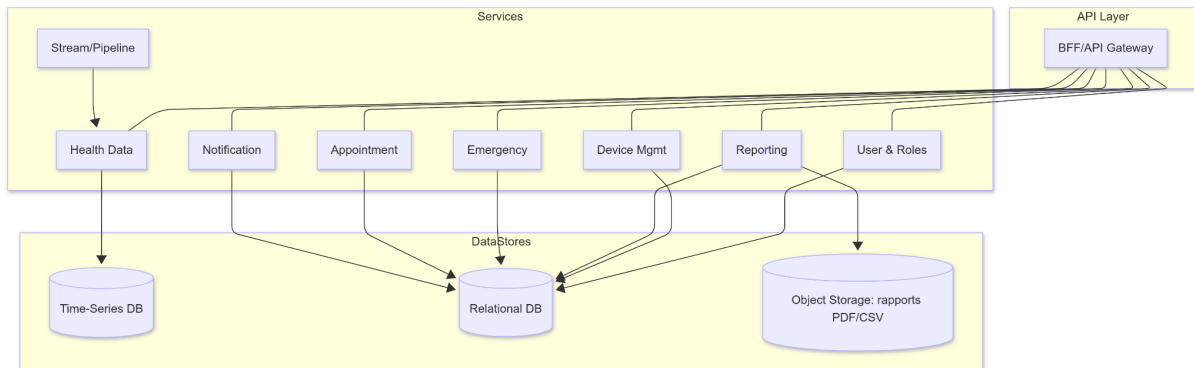 Services
API Layer
Stream/Pipeline
BFF/API Gateway
Health Data
Notification
Appointment
Emergency
Device Mgmt
Reporting
User & Roles
DataStores
Time-Series DB
Relational DB
Object Storage: rapports
PDF/CSV